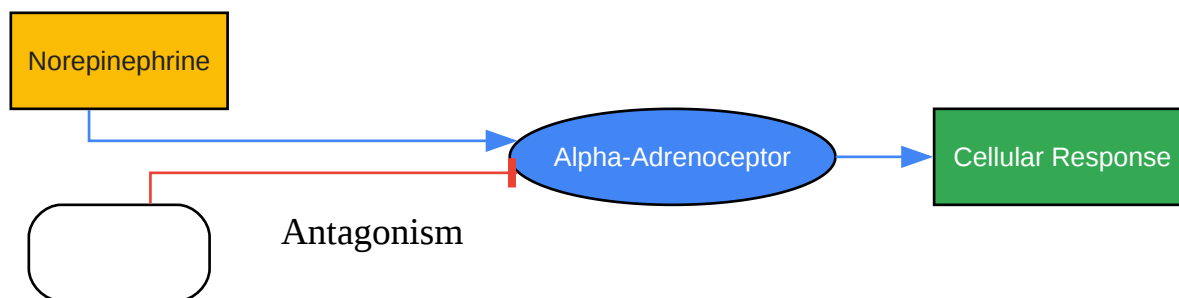 Norepinephrine
Alpha-Adrenoceptor
Cellular Response
Antagonism